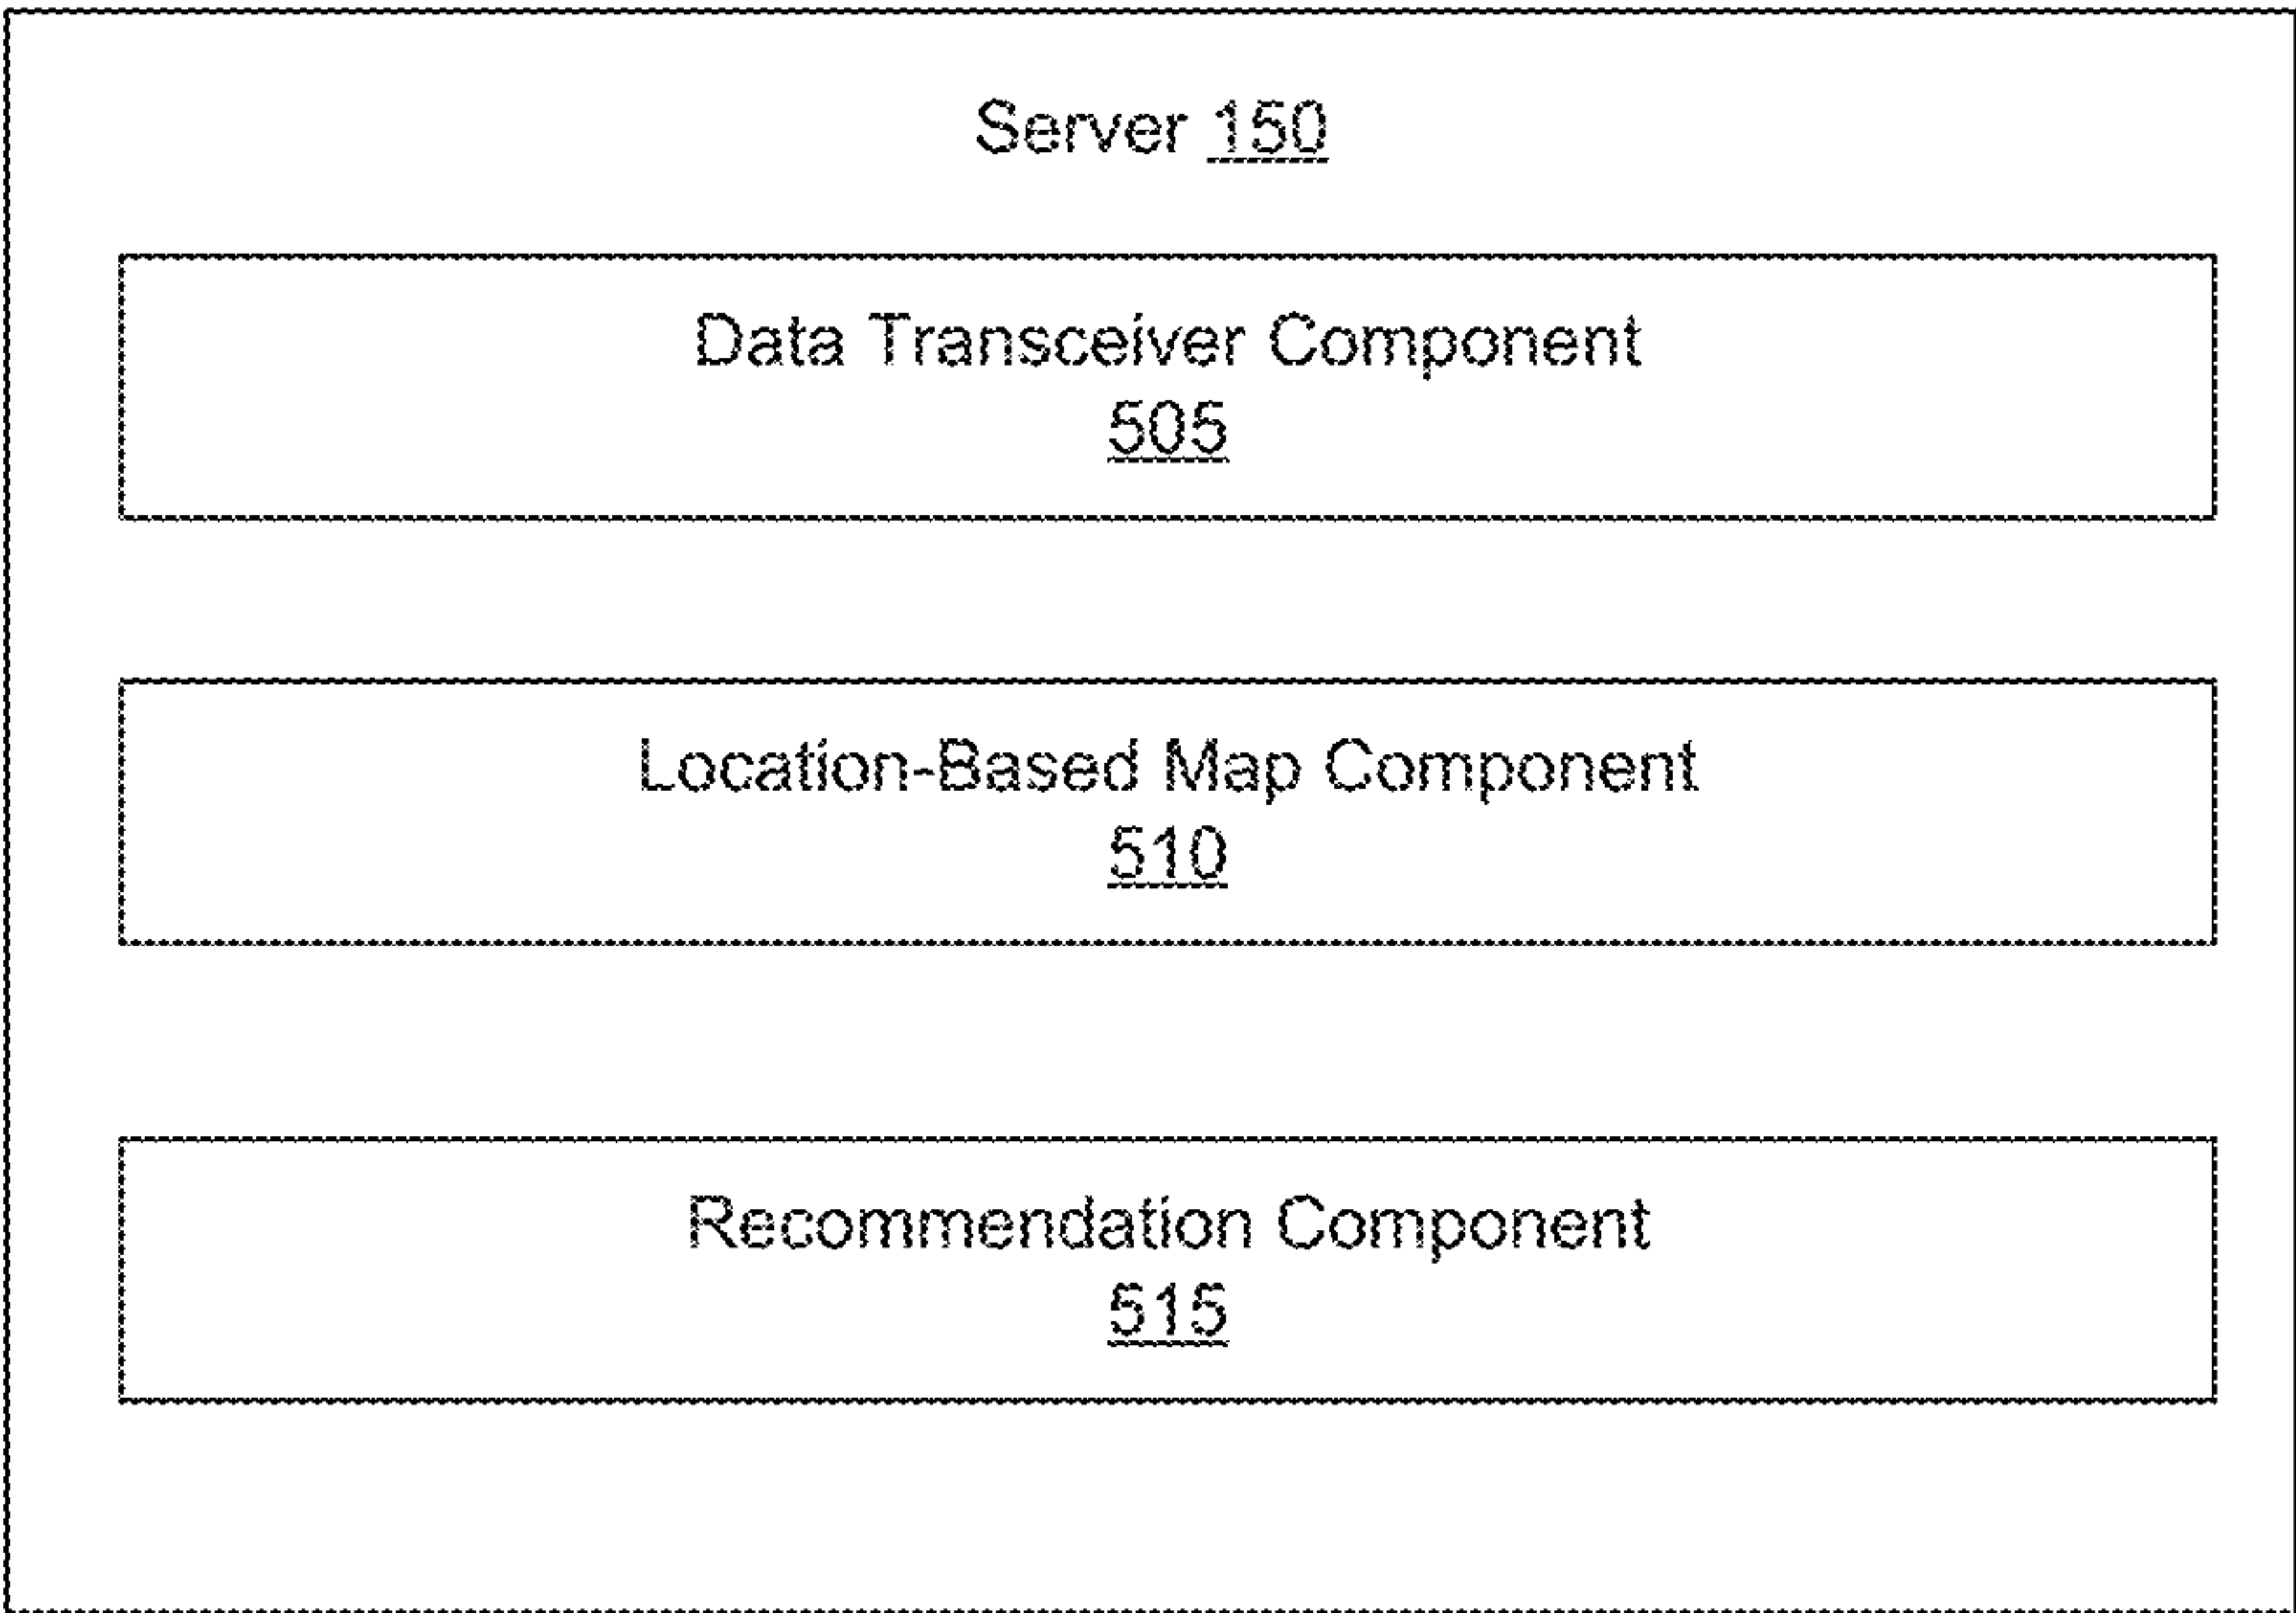 Server 150
Data Transceiver Component
505
Location-Based Map Component
510
Recommendation Component
515